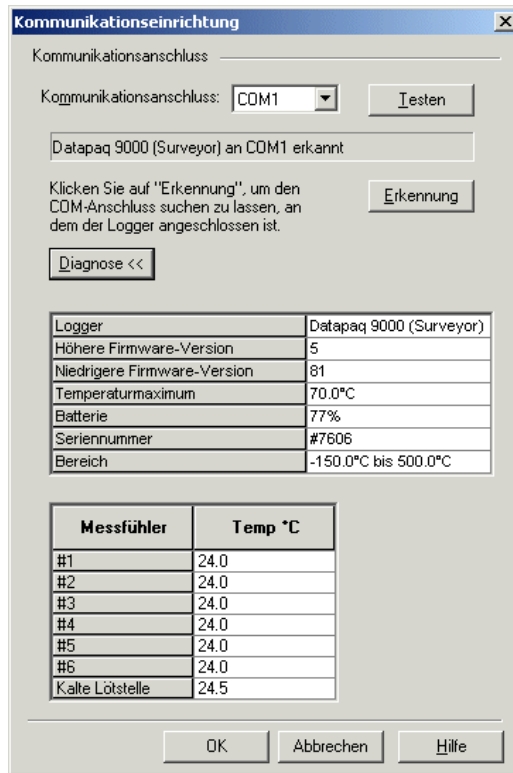 Kommunikationseinrichtung
Kommunikationsanschluss
Kommunikationsanschluss: COM1 Testen
Datapaq 9000 (Surveyor) an COM1 erkannt
Klicken Sie auf "Erkennung", um den
COM-Anschluss suchen zu lassen, an
dem der Logger angeschlossen ist.
Erkennung
Diagnose <<
Logger Datapaq 9000 (Surveyor)
Höhere Firmware-Version 5
Niedrigere Firmware-Version 81
Temperaturmaximum 70.0°C
Batterie 77%
Seriennummer #7606
Bereich -150.0°C bis 500.0°C
Messfühler Temp °C
#1 24.0
#2 24.0
#3 24.0
#4 24.0
#5 24.0
#6 24.0
Kalte Lötstelle 24.5
OK Abbrechen Hilfe